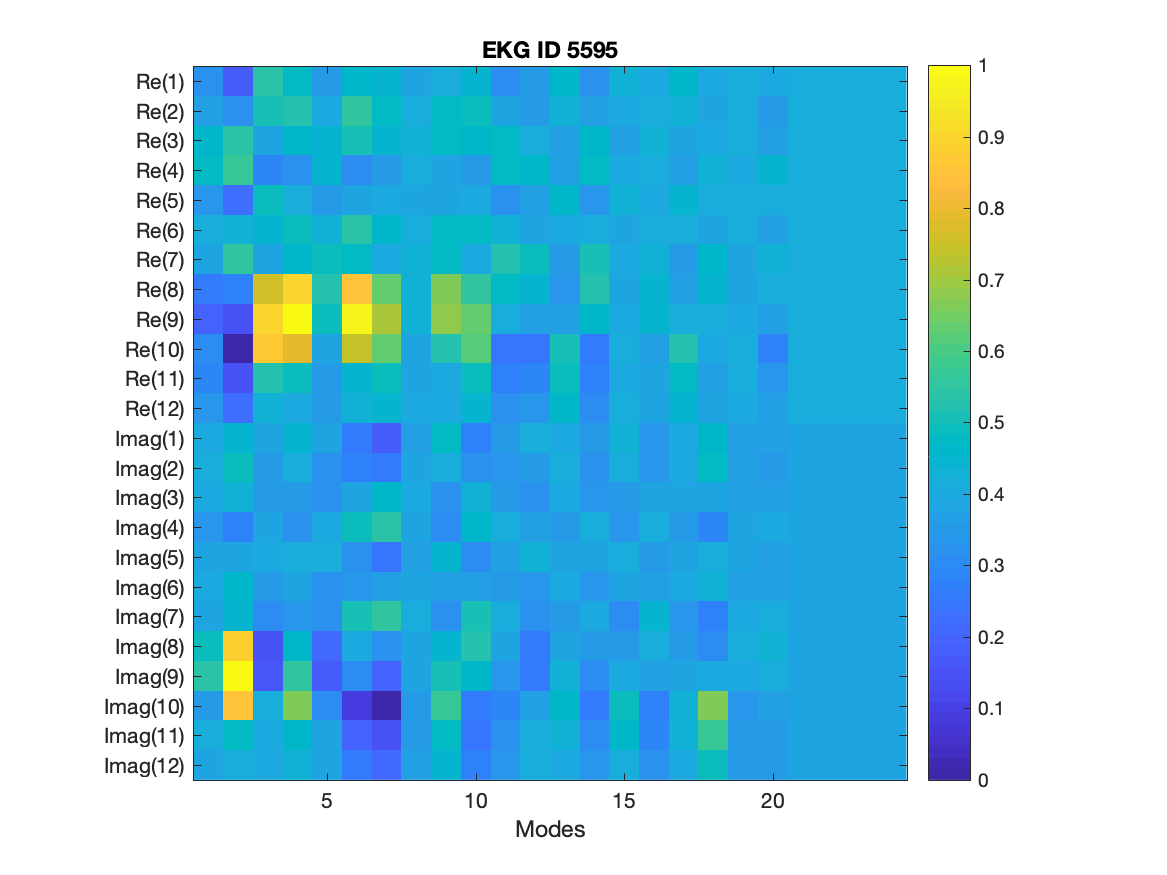 EKG ID 5595
Re(1)
Re(2)
Re(3)
Re(4)
Re(5)
Re(6)
Re(7)
Re(8)
Re(9)
Re(10)
Re(11)
Re(12)
Imag(1)
Imag(2)
Imag(3)
Imag(4)
Imag(5)
Imag(6)
Imag(7)
Imag(8)
Imag(9)
Imag(10)
Imag(11)
Imag(12)
5 10 15 20
Modes
1
0.9
0.8
0.7
0.6
0.5
0.4
0.3
0.2
0.1
0